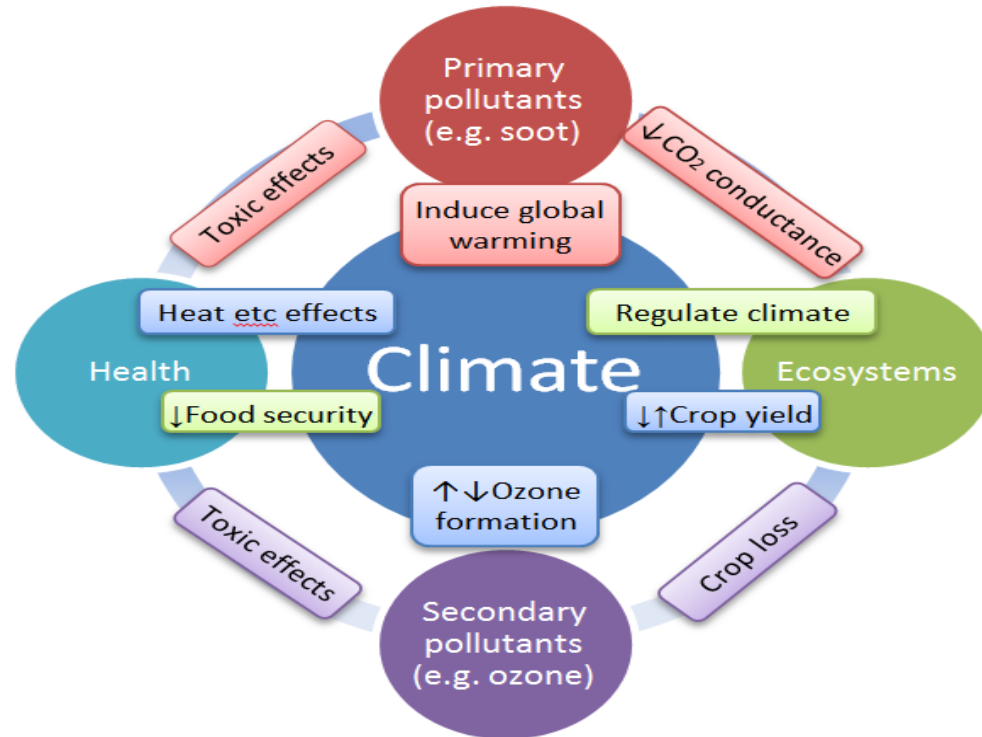 Primary
pollutants
(e.g. soot)
Toxic effects
↓CO₂ conductance
Induce global
warming
Heat etc effects
Regulate climate
Health
Climate
Ecosystems
↓Food security
↓↑Crop yield
↑↓Ozone
formation
Toxic effects
Crop loss
Secondary
pollutants
(e.g. ozone)